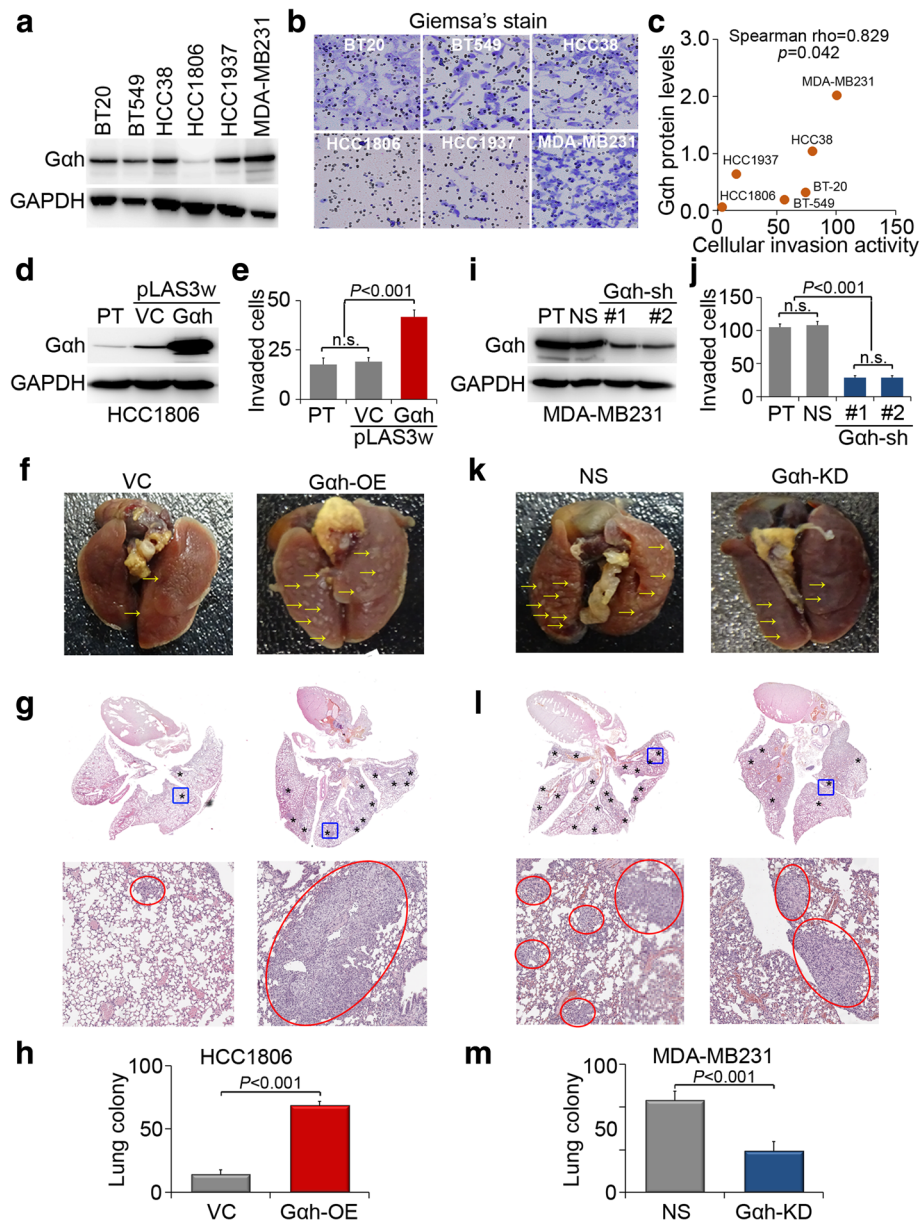 a
BT20
BT549
HCC38
HCC1806
HCC1937
MDA-MB231
Gαh
GAPDH
b
Giemsa's stain
BT20 BT549 HCC38
HCC1806 HCC1937 MDA-MB231
c
Spearman rho=0.829
p=0.042
Gαh protein levels
3.0
2.0
1.0
0.0
MDA-MB231
HCC38
HCC1937
BT-20
HCC1806
BT-549
0 50 100 150
Cellular invasion activity
d
pLAS3w
PT VC Gαh
Gαh
GAPDH
HCC1806
e
Invaded cells
50
25
0
P<0.001
n.s.
PT VC Gαh
pLAS3w
i
Gαh-sh
PT NS #1 #2
Gαh
GAPDH
MDA-MB231
j
Invaded cells
150
100
50
0
P<0.001
n.s.
n.s.
PT NS #1 #2
Gαh-sh
f
VC Gαh-OE
k
NS Gαh-KD
g
l
h
HCC1806
Lung colony
100
50
0
P<0.001
VC Gαh-OE
m
MDA-MB231
Lung colony
100
50
0
P<0.001
NS Gαh-KD